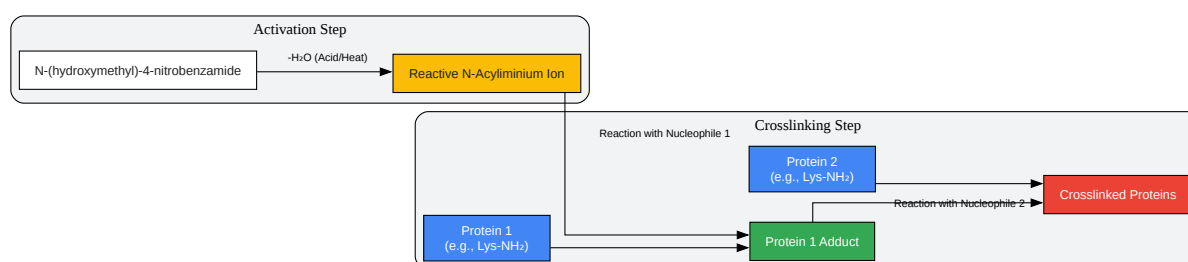 Activation Step
N-(hydroxymethyl)-4-nitrobenzamide
-H₂O (Acid/Heat)
Reactive N-Acyliminium Ion
Crosslinking Step
Reaction with Nucleophile 1
Protein 2
(e.g., Lys-NH₂)
Crosslinked Proteins
Reaction with Nucleophile 2
Protein 1
(e.g., Lys-NH₂)
Protein 1 Adduct